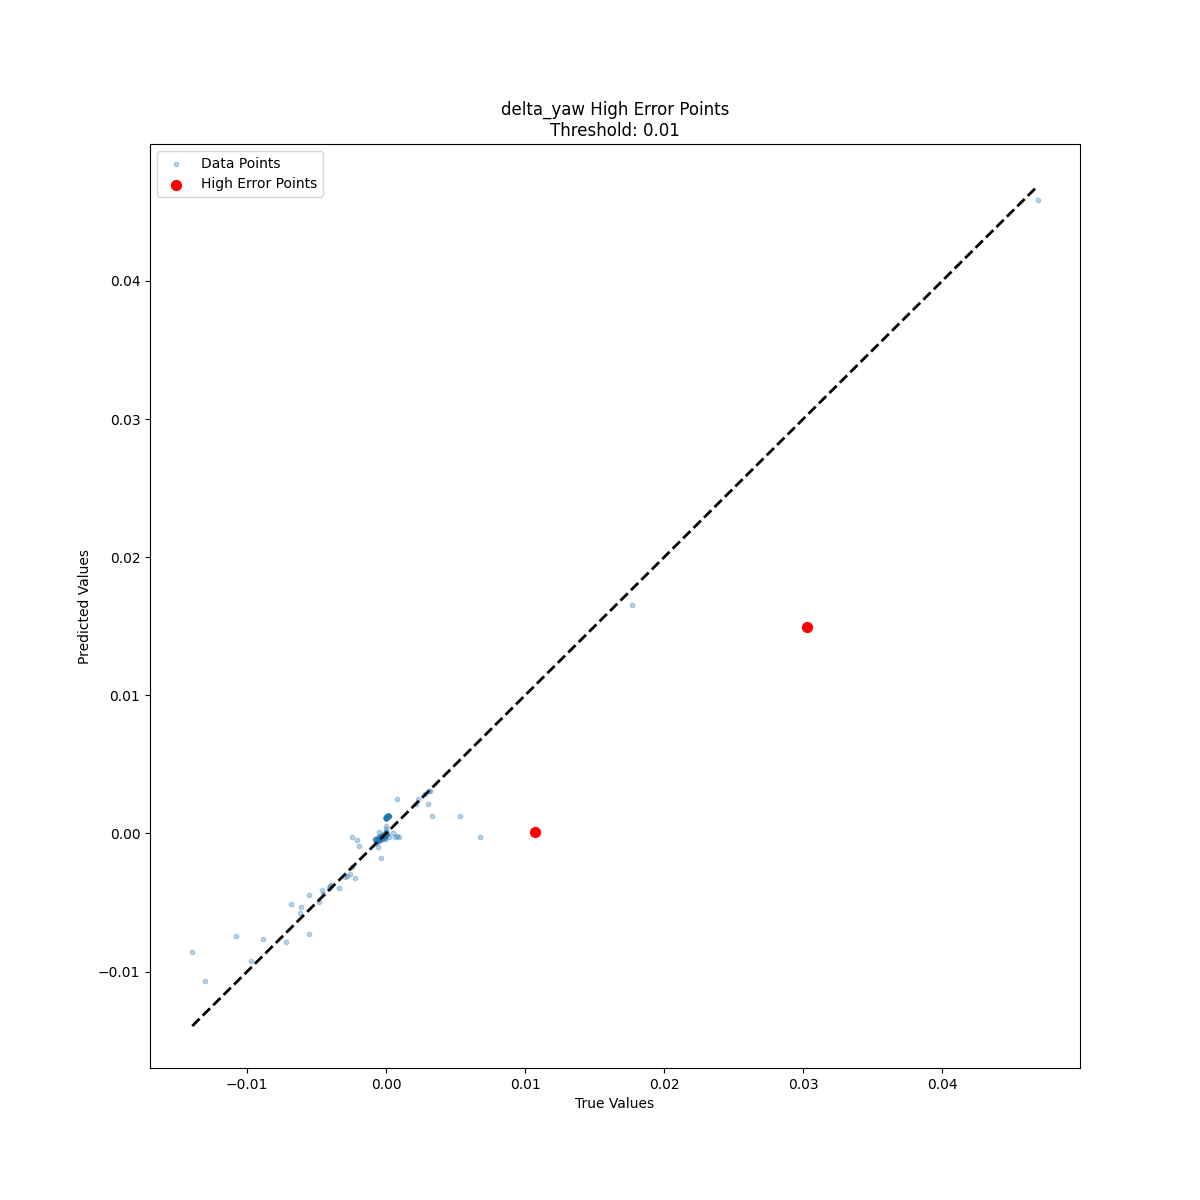 delta_yaw High Error Points
Threshold: 0.01
Data Points
High Error Points
0.04
0.03
0.02
0.01
0.00
−0.01
Predicted Values
−0.01
0.00
0.01
0.02
0.03
0.04
True Values